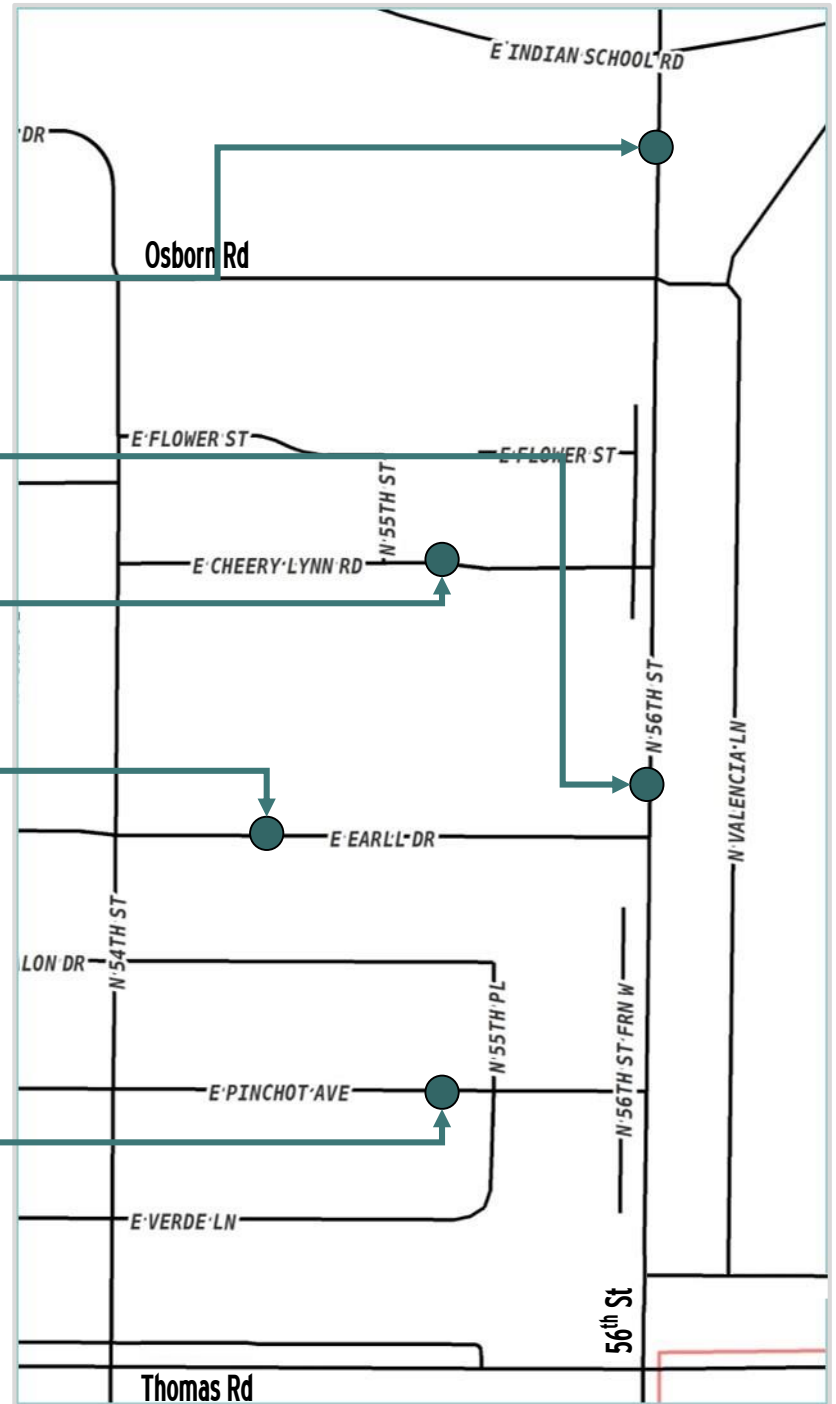 E INDIAN SCHOOL RD
DR
Osborn Rd
E FLOWER ST
E FLOWER ST
N 55TH ST
E CHEERY LYNN RD
N 56TH ST
N VALENCIA LN
E EARLL DR
N 54TH ST
LON DR
N 55TH PL
N 56TH ST FRN W
E PINCHOT AVE
E VERDE LN
56th St
Thomas Rd